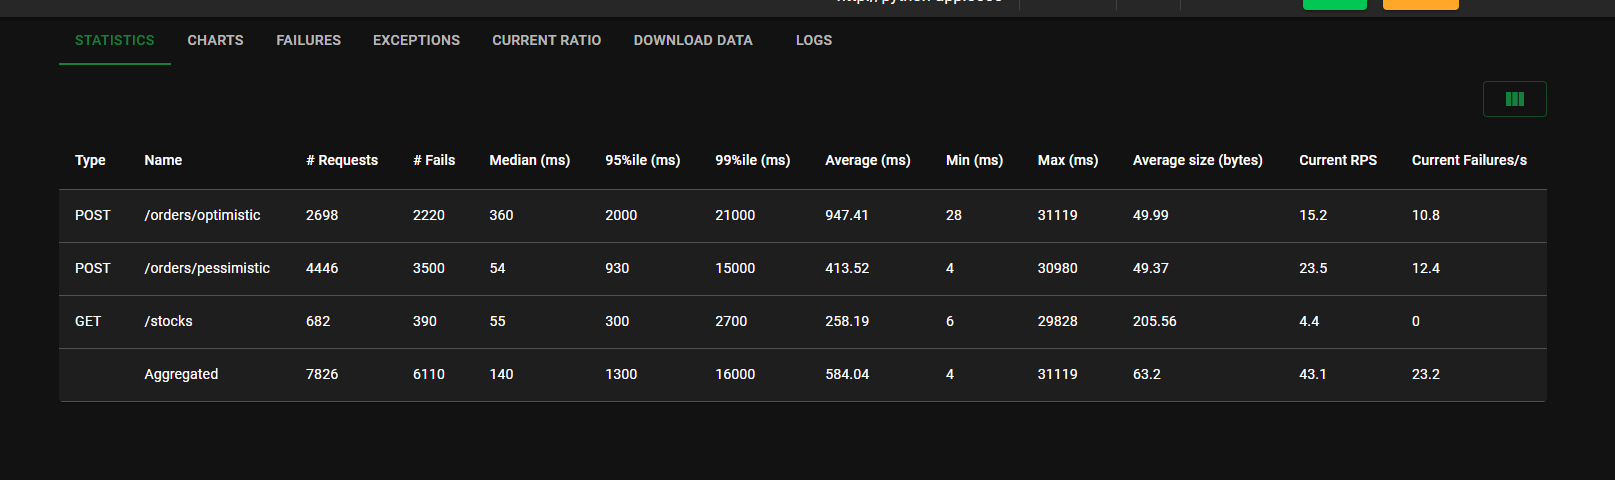 STATISTICS CHARTS FAILURES EXCEPTIONS CURRENT RATIO DOWNLOAD DATA LOGS
Type Name # Requests # Fails Median (ms) 95%ile (ms) 99%ile (ms) Average (ms) Min (ms) Max (ms) Average size (bytes) Current RPS Current Failures/s
POST /orders/optimistic 2698 2220 360 2000 21000 947.41 28 31119 49.99 15.2 10.8
POST /orders/pessimistic 4446 3500 54 930 15000 413.52 4 30980 49.37 23.5 12.4
GET /stocks 682 390 55 300 2700 258.19 6 29828 205.56 4.4 0
Aggregated 7826 6110 140 1300 16000 584.04 4 31119 63.2 43.1 23.2